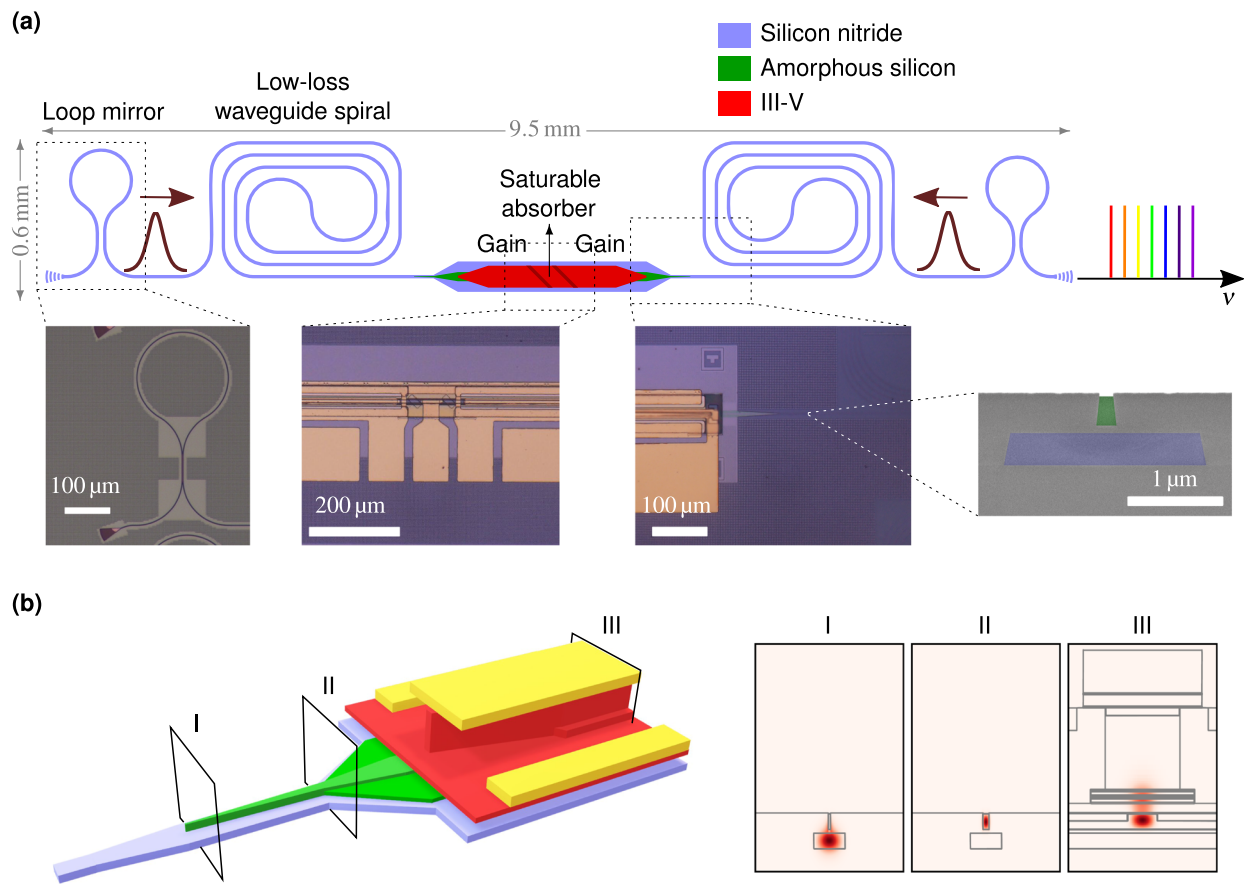 (a)
Silicon nitride
Amorphous silicon
III-V
Low-loss
waveguide spiral
Loop mirror
9.5 mm
0.6 mm
Saturable
absorber
Gain
Gain
ν
100 µm
200 µm
100 µm
1 µm
(b)
I
II
III
I
II
III